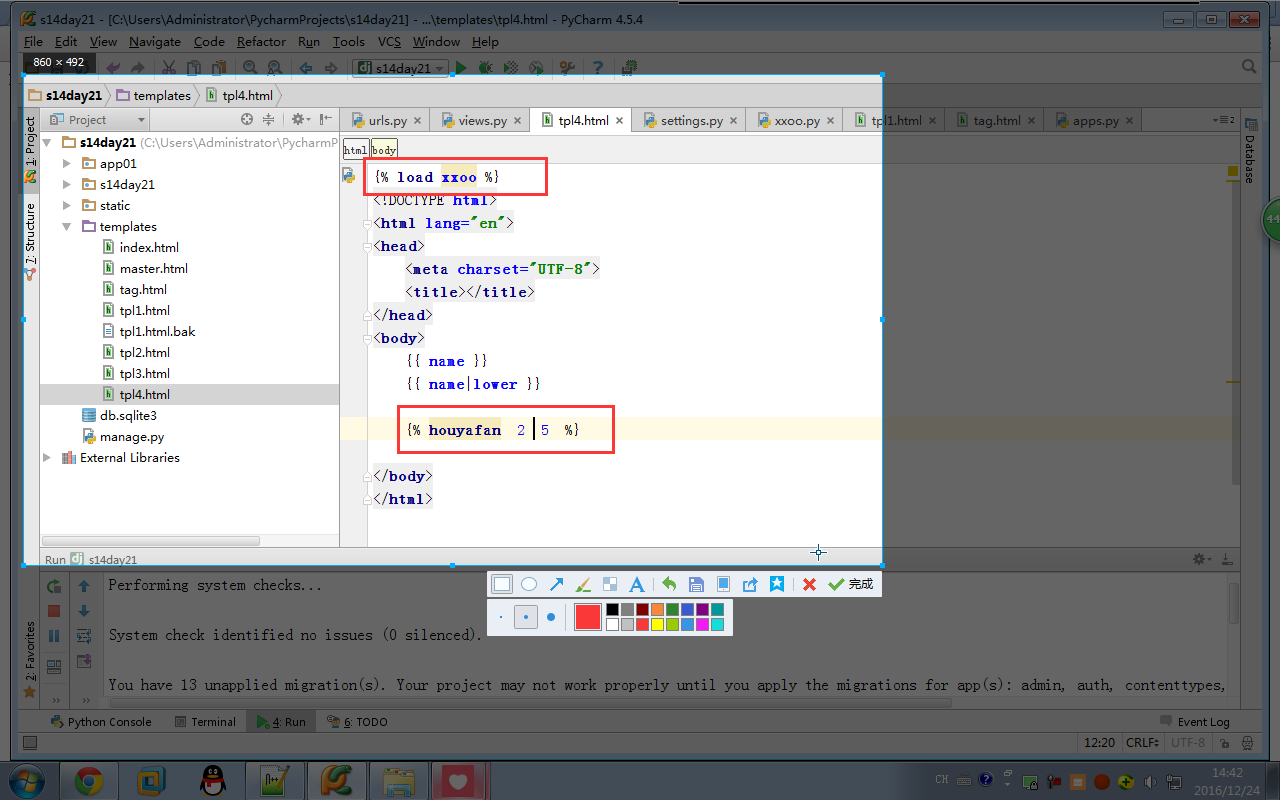 s14day21 - [C:\Users\Administrator\PycharmProjects\s14day21] - ...\templates\tpl4.html - PyCharm 4.5.4
File Edit View Navigate Code Refactor Run Tools VCS Window Help
860 × 492
s14day21
s14day21 templates tpl4.html
Project
urls.py views.py tpl4.html settings.py xxoo.py tpl1.html tag.html apps.py
2
1: Project
7: Structure
2: Favorites
Database
s14day21 (C:\Users\Administrator\PycharmP
app01
s14day21
static
templates
index.html
master.html
tag.html
tpl1.html
tpl1.html.bak
tpl2.html
tpl3.html
tpl4.html
db.sqlite3
manage.py
External Libraries
html body
{% load xxoo %}
<!DOCTYPE html>
<html lang="en">
<head>
<meta charset="UTF-8">
<title></title>
</head>
<body>
{{ name }}
{{ name|lower }}
{% houyafan 2 5 %}
</body>
</html>
44
Run s14day21
完成
Performing system checks...
System check identified no issues (0 silenced).
You have 13 unapplied migration(s). Your project may not work properly until you apply the migrations for app(s): admin, auth, contenttypes,
Python Console Terminal 4: Run 6: TODO Event Log
12:20 CRLF UTF-8
CH
14:42
2016/12/24